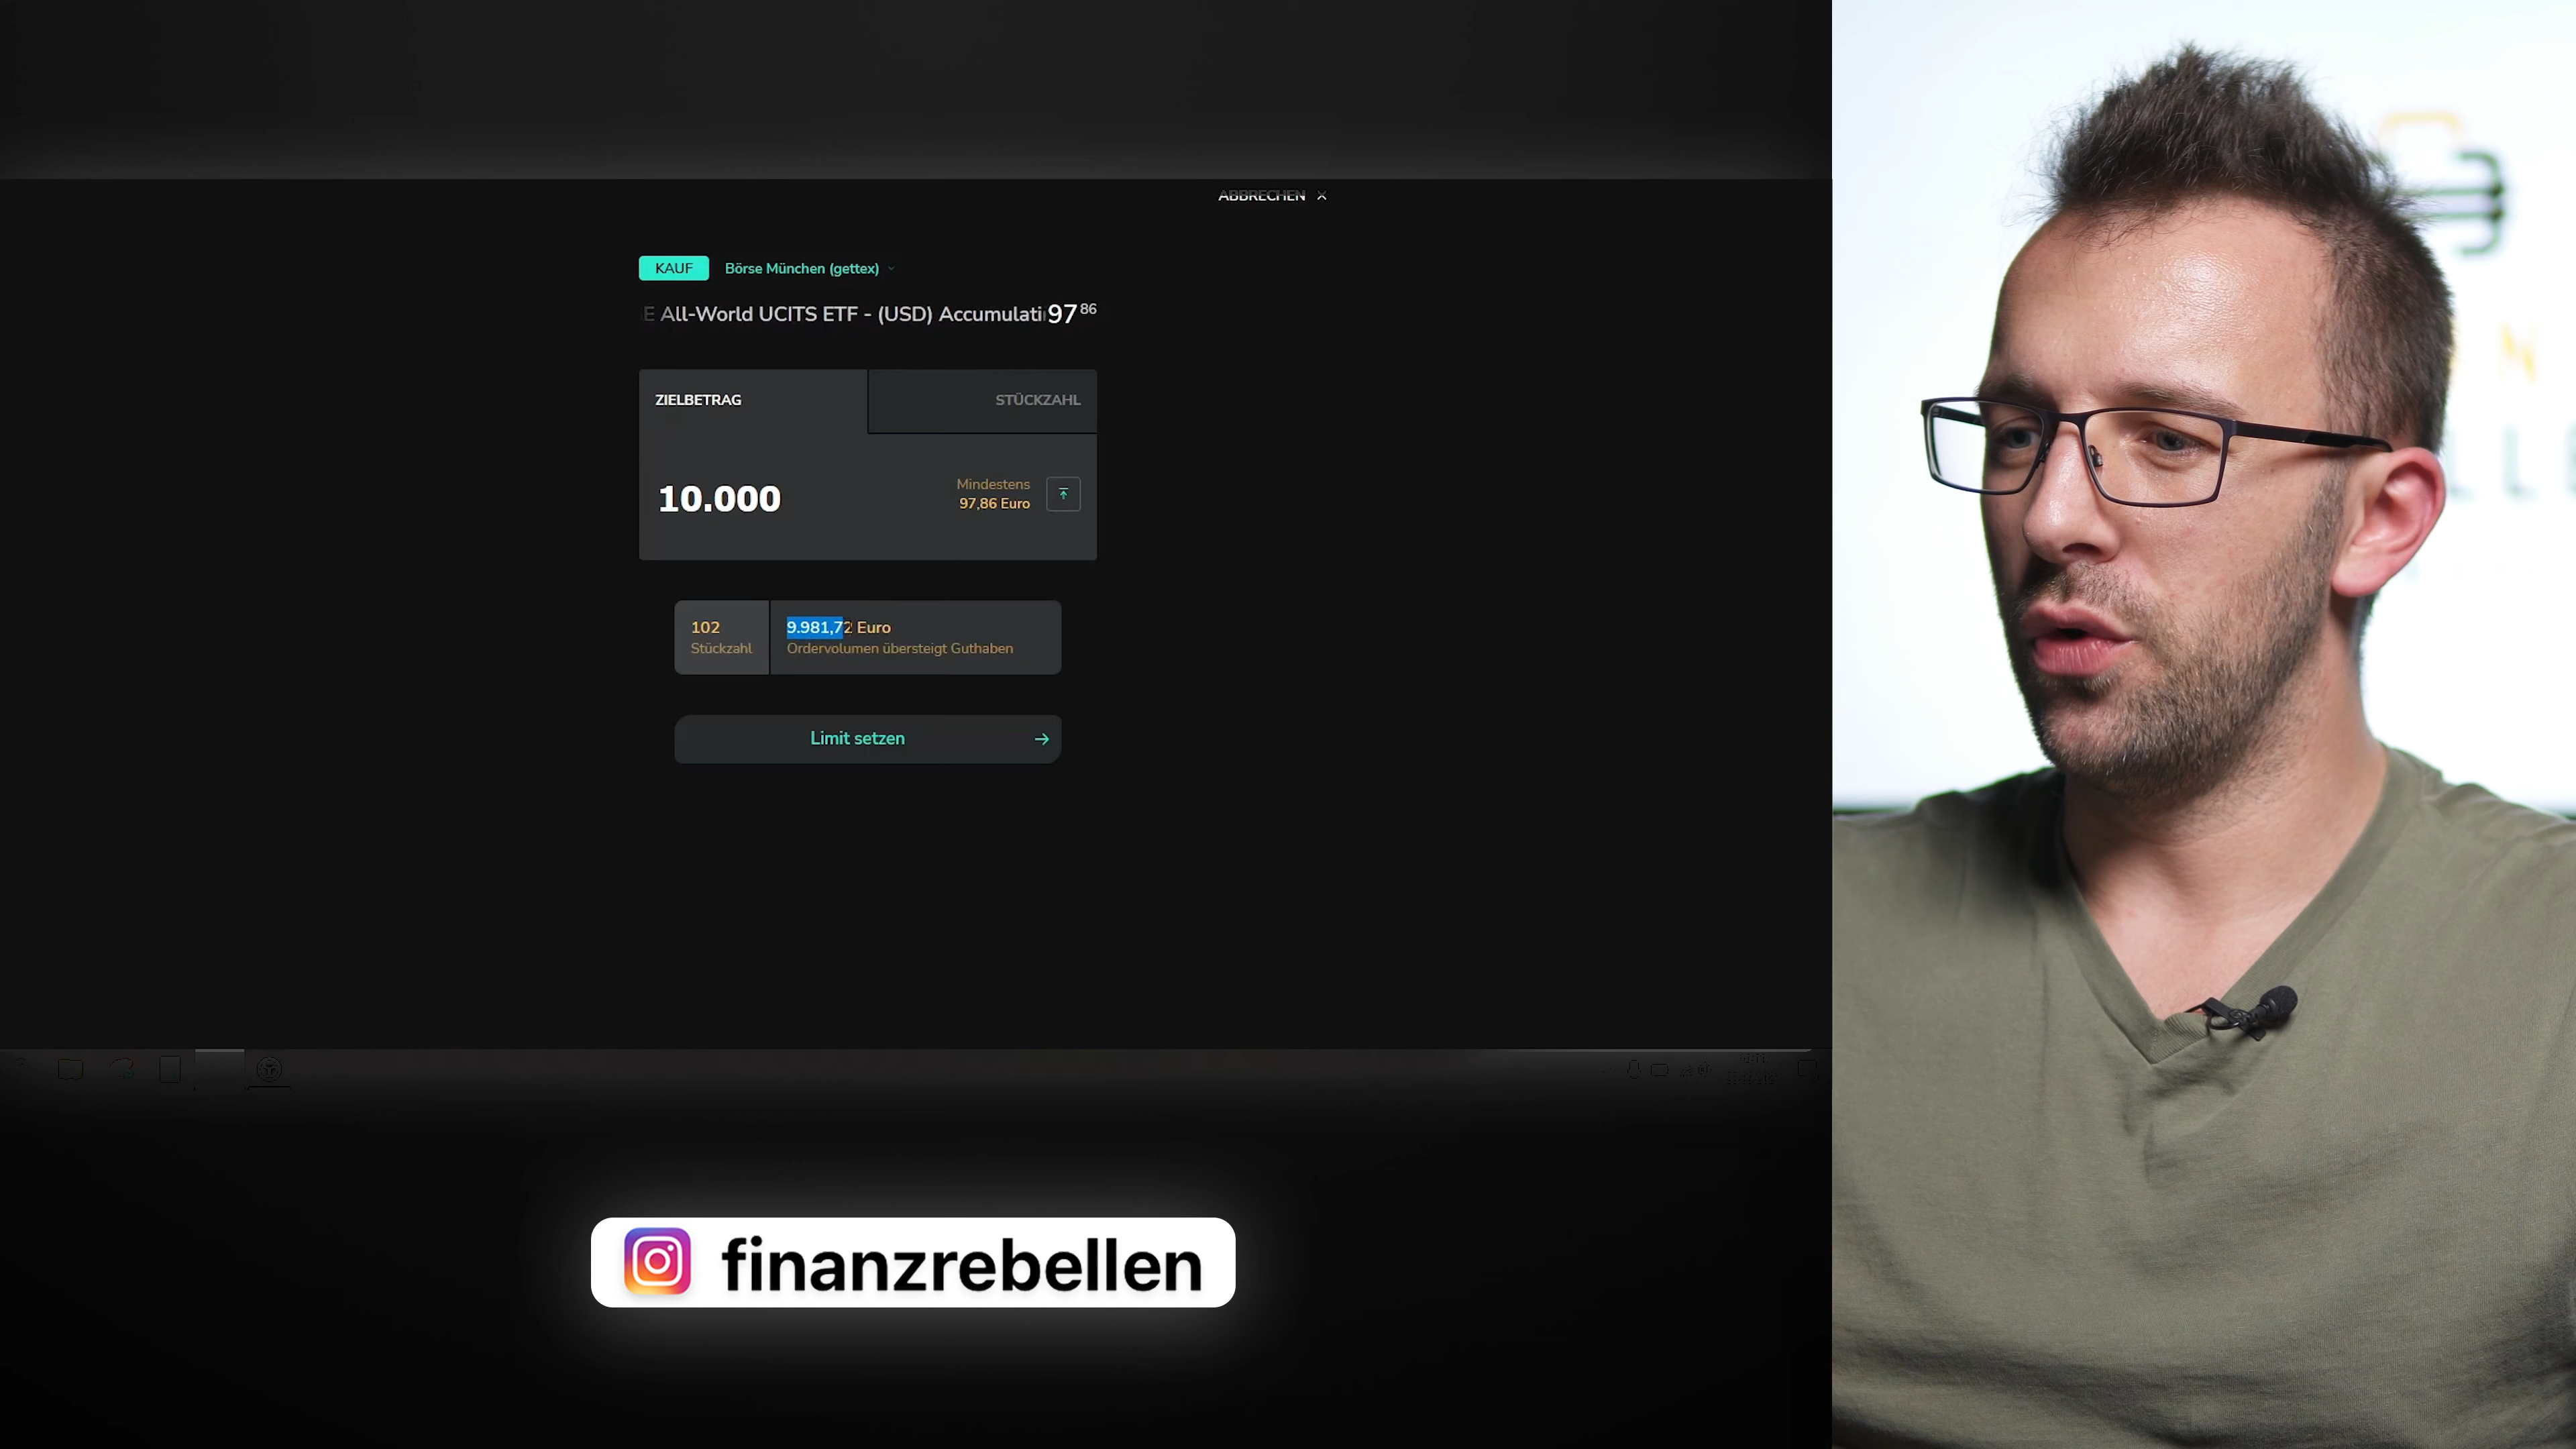 ABBRECHEN ×
KAUF Börse München (gettex)
E All-World UCITS ETF - (USD) Accumulati 97 86
ZIELBETRAG STÜCKZAHL
10.000
Mindestens
97,86 Euro
102
Stückzahl
9.981,72 Euro
Ordervolumen übersteigt Guthaben
Limit setzen →
finanzrebellen